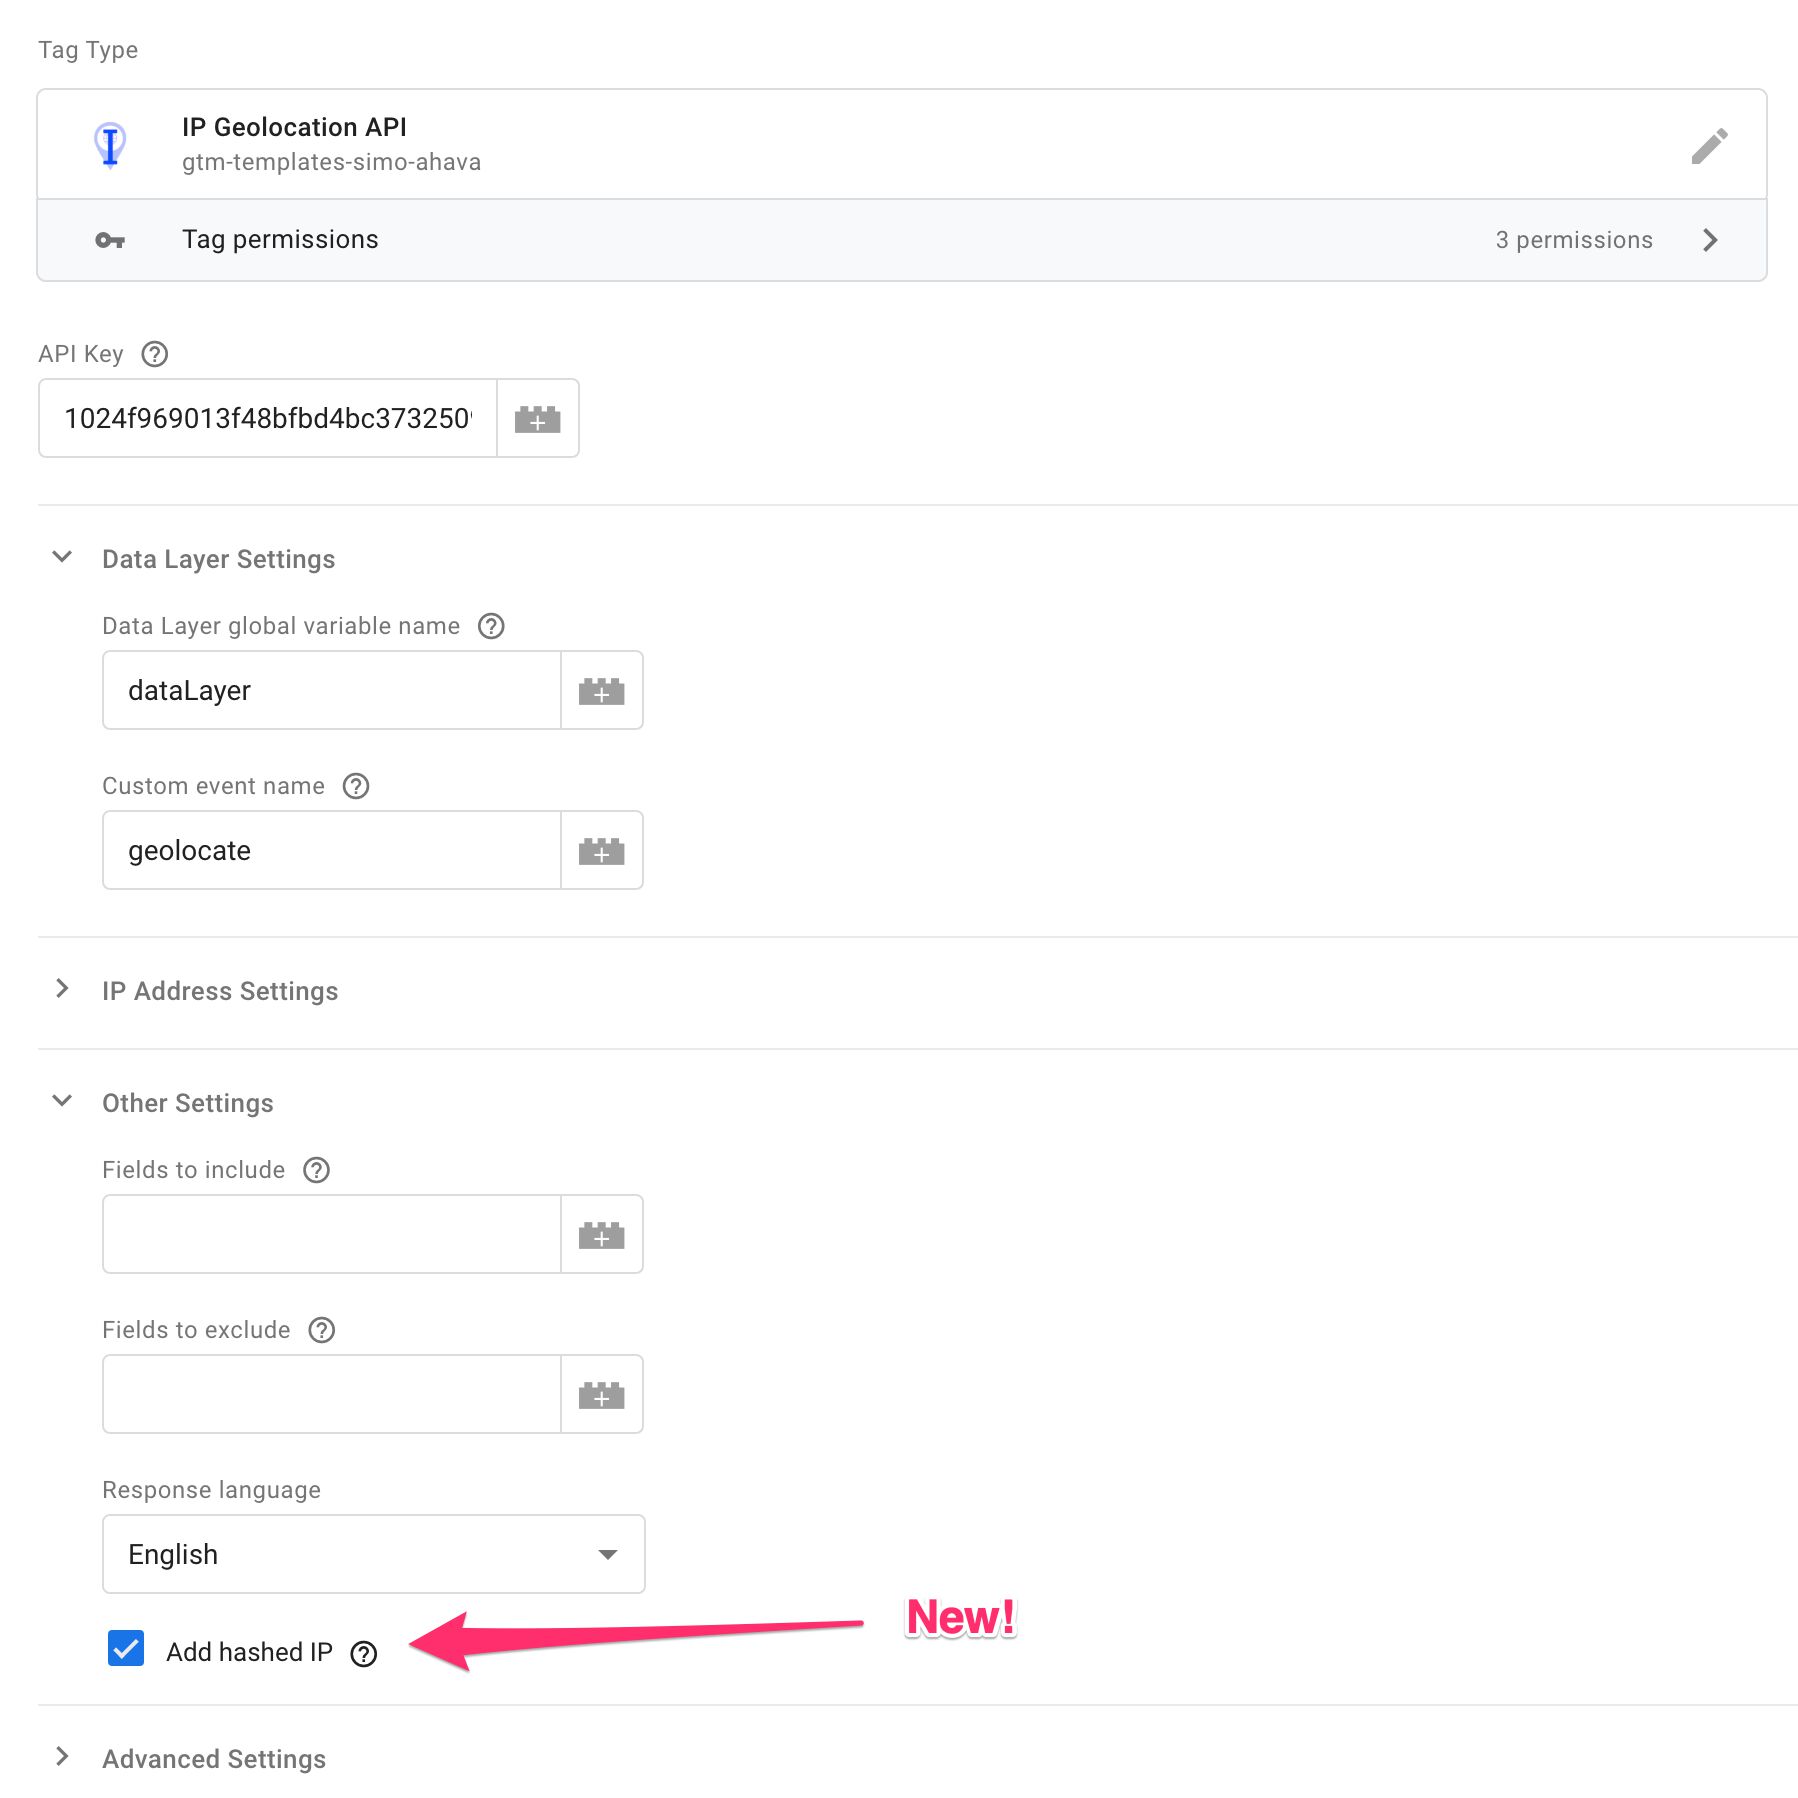 Tag Type
IP Geolocation API
gtm-templates-simo-ahava
Tag permissions
3 permissions
API Key
1024f969013f48bfbd4bc3732509
Data Layer Settings
Data Layer global variable name
dataLayer
Custom event name
geolocate
IP Address Settings
Other Settings
Fields to include
Fields to exclude
Response language
English
Add hashed IP
New!
Advanced Settings